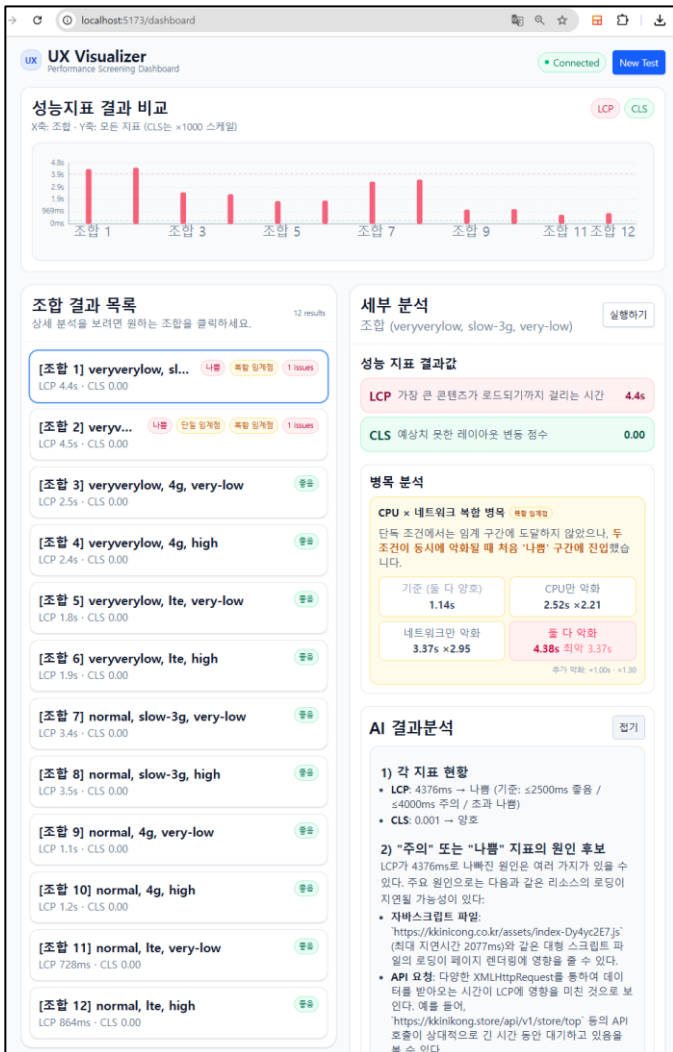 localhost:5173/dashboard
UX
UX Visualizer
Performance Screening Dashboard
Connected
New Test
성능지표 결과 비교
X축: 조합 · Y축: 모든 지표 (CLS는 ×1000 스케일)
LCP
CLS
4.8s
3.9s
2.9s
1.9s
969ms
0ms
조합 1
조합 3
조합 5
조합 7
조합 9
조합 11
조합 12
조합 결과 목록
상세 분석을 보려면 원하는 조합을 클릭하세요.
12 results
[조합 1] veryverylow, sl...
나쁨
복합 임계점
1 issues
LCP 4.4s · CLS 0.00
[조합 2] veryv...
나쁨
단일 임계점
복합 임계점
1 issues
LCP 4.5s · CLS 0.00
[조합 3] veryverylow, 4g, very-low
좋음
LCP 2.5s · CLS 0.00
[조합 4] veryverylow, 4g, high
좋음
LCP 2.4s · CLS 0.00
[조합 5] veryverylow, lte, very-low
좋음
LCP 1.8s · CLS 0.00
[조합 6] veryverylow, lte, high
좋음
LCP 1.9s · CLS 0.00
[조합 7] normal, slow-3g, very-low
좋음
LCP 3.4s · CLS 0.00
[조합 8] normal, slow-3g, high
좋음
LCP 3.5s · CLS 0.00
[조합 9] normal, 4g, very-low
좋음
LCP 1.1s · CLS 0.00
[조합 10] normal, 4g, high
좋음
LCP 1.2s · CLS 0.00
[조합 11] normal, lte, very-low
좋음
LCP 728ms · CLS 0.00
[조합 12] normal, lte, high
좋음
LCP 864ms · CLS 0.00
세부 분석
조합 (veryverylow, slow-3g, very-low)
실행하기
성능 지표 결과값
LCP 가장 큰 콘텐츠가 로드되기까지 걸리는 시간 4.4s
CLS 예상치 못한 레이아웃 변동 점수 0.00
병목 분석
CPU × 네트워크 복합 병목 복합 임계점
단독 조건에서는 임계 구간에 도달하지 않았으나, 두
조건이 동시에 악화될 때 처음 '나쁨' 구간에 진입했습
니다.
기준 (둘 다 양호)
1.14s
CPU만 악화
2.52s ×2.21
네트워크만 악화
3.37s ×2.95
둘 다 악화
4.38s 최악 3.37s
추가 악화: +1.00s · ×1.30
AI 결과분석
접기
1) 각 지표 현황
• LCP: 4376ms → 나쁨 (기준: ≤2500ms 좋음 /
≤4000ms 주의 / 초과 나쁨)
• CLS: 0.001 → 양호
2) "주의" 또는 "나쁨" 지표의 원인 후보
LCP가 4376ms로 나빠진 원인은 여러 가지가 있을 수
있다. 주요 원인으로는 다음과 같은 리소스의 로딩이
지연될 가능성이 있다:
• 자바스크립트 파일:
`https://kkinicong.co.kr/assets/index-Dy4yc2E7.js`
(최대 지연시간 2077ms)와 같은 대형 스크립트 파
일의 로딩이 페이지 렌더링에 영향을 줄 수 있다.
• API 요청: 다양한 XMLHttpRequest를 통하여 데이
터를 받아오는 시간이 LCP에 영향을 미친 것으로 보
인다. 예를 들어,
`https://kkinikong.store/api/v1/store/top` 등의 API
호출이 상대적으로 긴 시간 동안 대기하고 있음을
볼 수 있다.